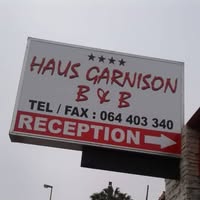 HAUS GARNISON
B & B
TEL / FAX : 064 403 340
RECEPTION